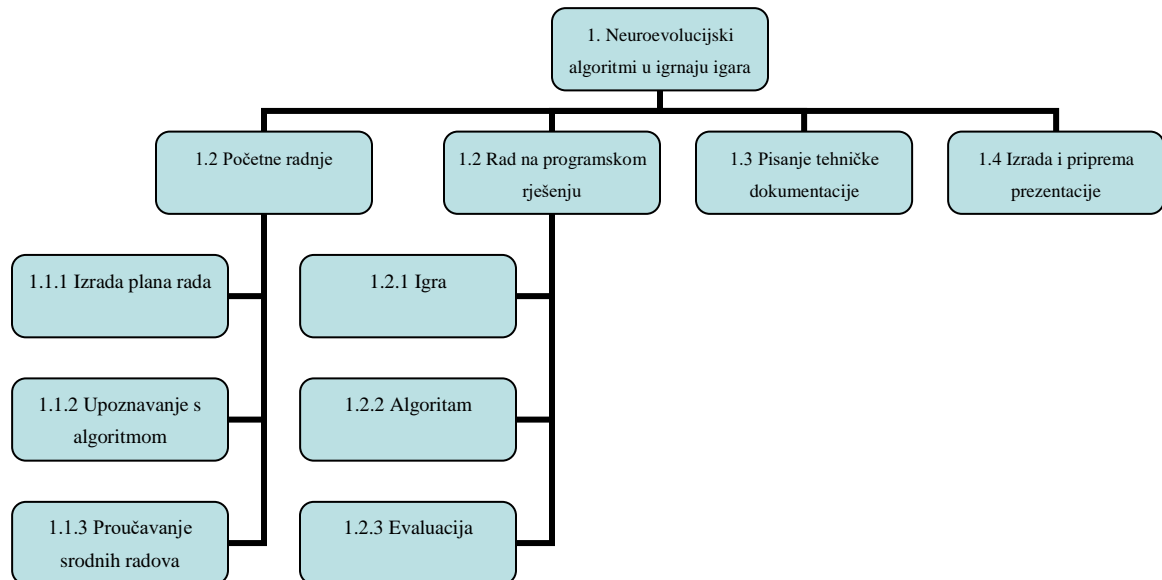 1. Neuroevolucijski
algoritmi u igrnaju igara
1.2 Početne radnje
1.2 Rad na programskom
rješenju
1.3 Pisanje tehničke
dokumentacije
1.4 Izrada i priprema
prezentacije
1.1.1 Izrada plana rada
1.2.1 Igra
1.1.2 Upoznavanje s
algoritmom
1.2.2 Algoritam
1.1.3 Proučavanje
srodnih radova
1.2.3 Evaluacija